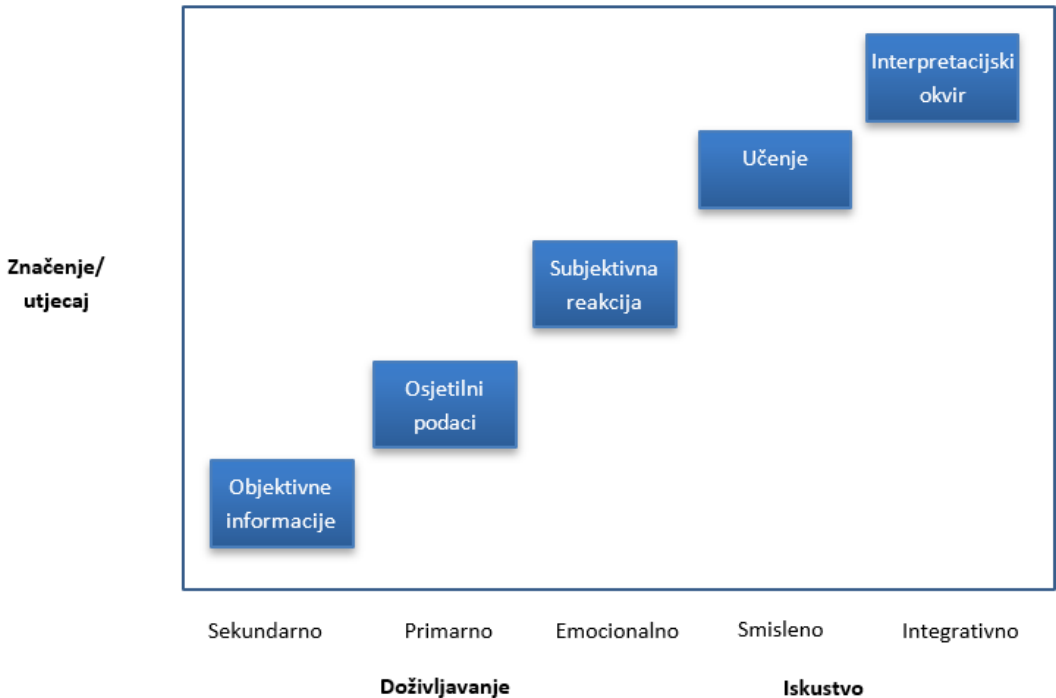 Interpretacijski
okvir
Učenje
Značenje/
utjecaj
Subjektivna
reakcija
Osjetilni
podaci
Objektivne
informacije
Sekundarno Primarno Emocionalno Smisleno Integrativno
Doživljavanje Iskustvo